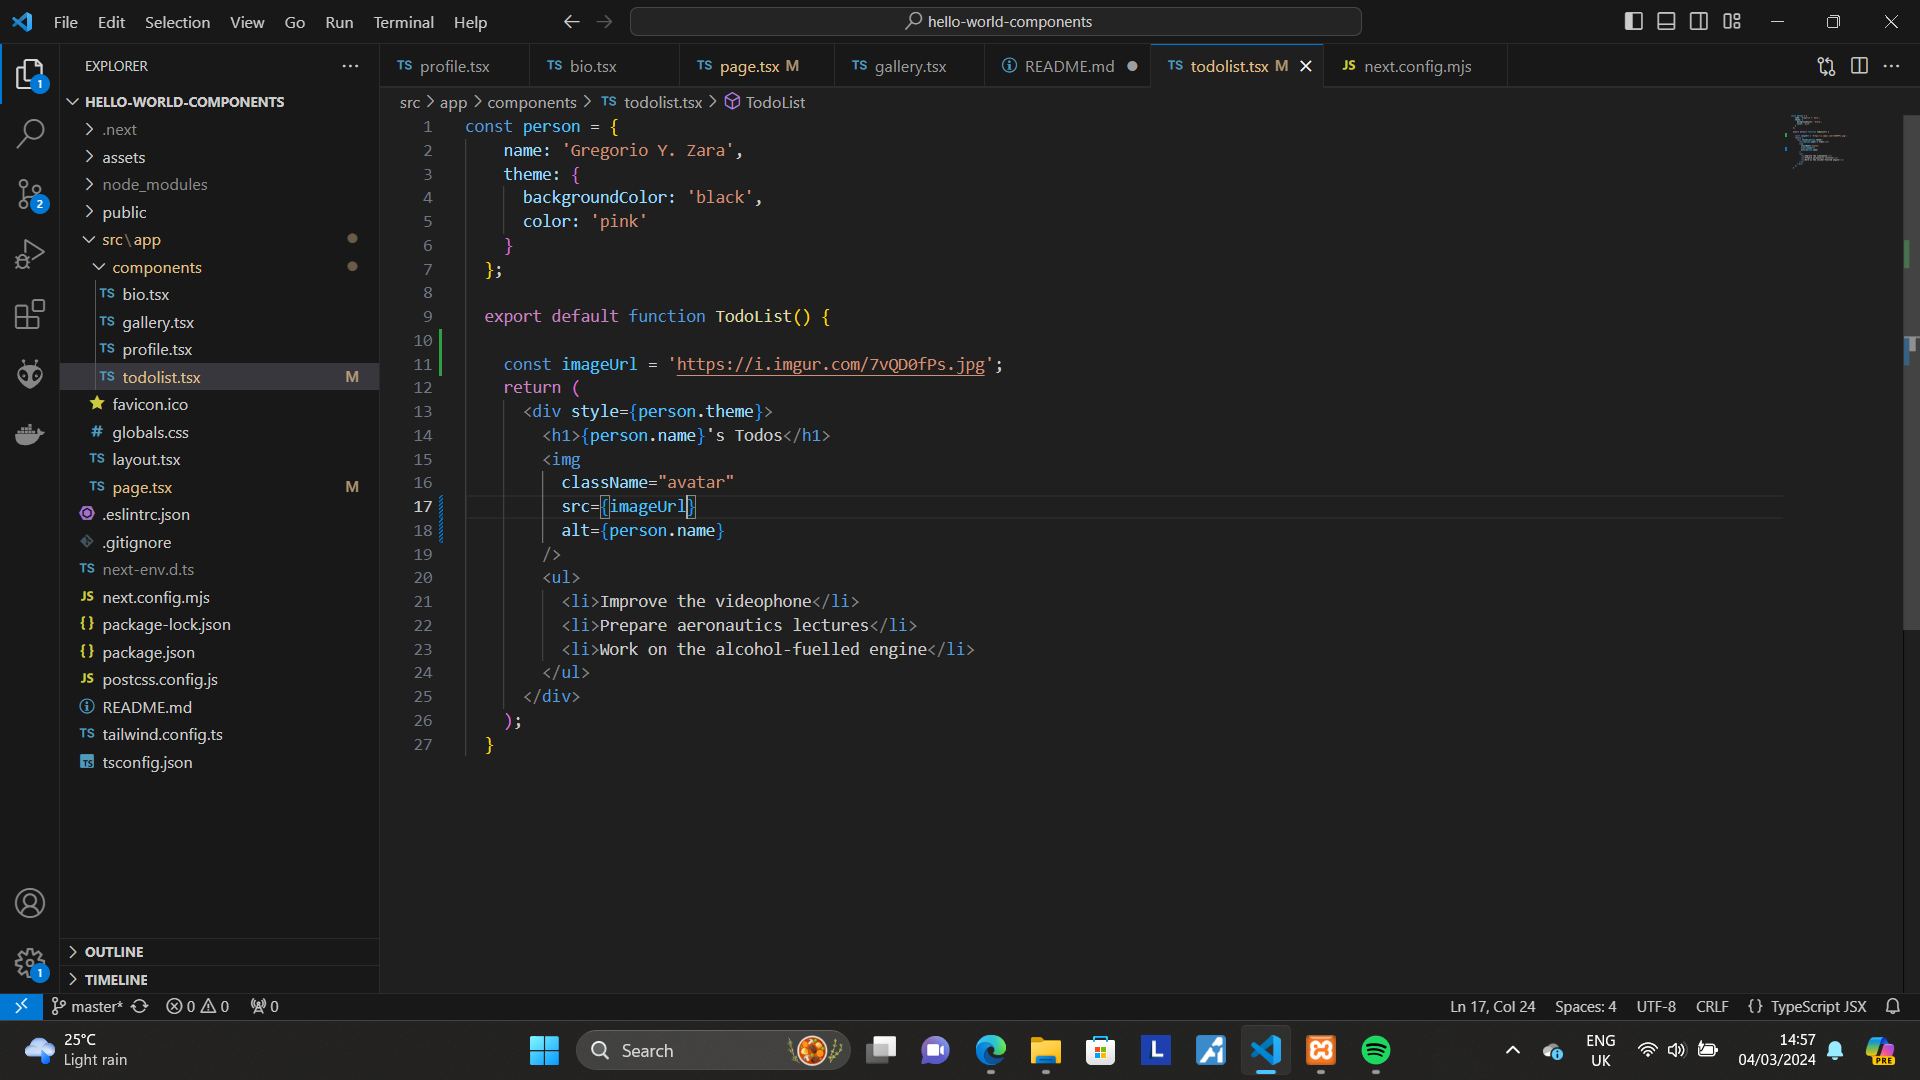 File Edit Selection View Go Run Terminal Help
hello-world-components
EXPLORER
HELLO-WORLD-COMPONENTS
.next
assets
node_modules
public
src\app
components
TS bio.tsx
TS gallery.tsx
TS profile.tsx
TS todolist.tsx M
favicon.ico
# globals.css
TS layout.tsx
TS page.tsx M
.eslintrc.json
.gitignore
TS next-env.d.ts
JS next.config.mjs
{} package-lock.json
{} package.json
JS postcss.config.js
README.md
TS tailwind.config.ts
TS tsconfig.json
OUTLINE
TIMELINE
1
2
1
TS profile.tsx TS bio.tsx TS page.tsx M TS gallery.tsx README.md TS todolist.tsx M JS next.config.mjs
src > app > components > TS todolist.tsx > TodoList
1 const person = {
2 name: 'Gregorio Y. Zara',
3 theme: {
4 backgroundColor: 'black',
5 color: 'pink'
6 }
7 };
8
9 export default function TodoList() {
10
11 const imageUrl = 'https://i.imgur.com/7vQD0fPs.jpg';
12 return (
13 <div style={person.theme}>
14 <h1>{person.name}'s Todos</h1>
15 <img
16 className="avatar"
17 src={imageUrl}
18 alt={person.name}
19 />
20 <ul>
21 <li>Improve the videophone</li>
22 <li>Prepare aeronautics lectures</li>
23 <li>Work on the alcohol-fuelled engine</li>
24 </ul>
25 </div>
26 );
27 }
master* 0 0 0 Ln 17, Col 24 Spaces: 4 UTF-8 CRLF {} TypeScript JSX
25°C
Light rain
Search
L
ENG
UK
14:57
04/03/2024
PRE